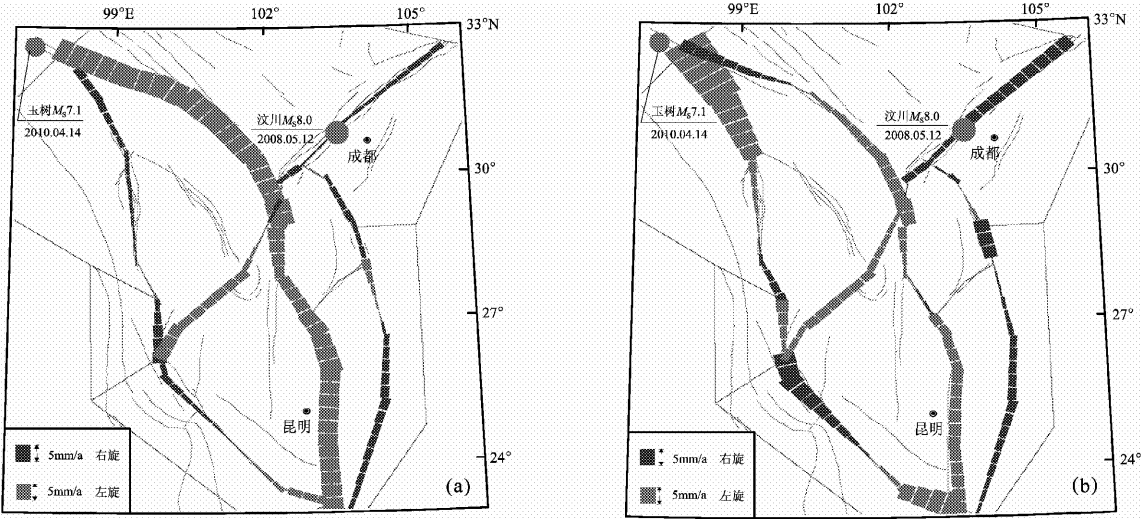 99°E
102°
105°
33°N
玉树Ms7.1
2010.04.14
汶川Ms8.0
2008.05.12
成都
30°
27°
昆明
24°
5mm/a 右旋
5mm/a 左旋
(a)
99°E
102°
105°
33°N
玉树Ms7.1
2010.04.14
汶川Ms8.0
2008.05.12
成都
30°
27°
昆明
24°
5mm/a 右旋
5mm/a 左旋
(b)